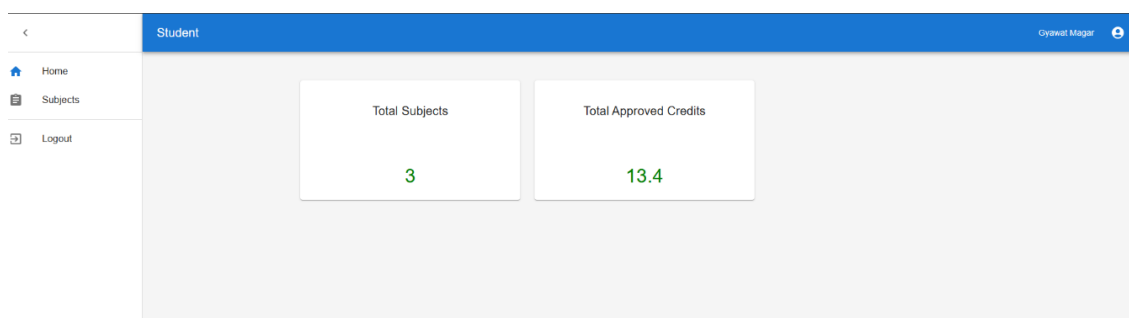 Student
Gyawat Magar
Home
Subjects
Logout
Total Subjects
3
Total Approved Credits
13.4